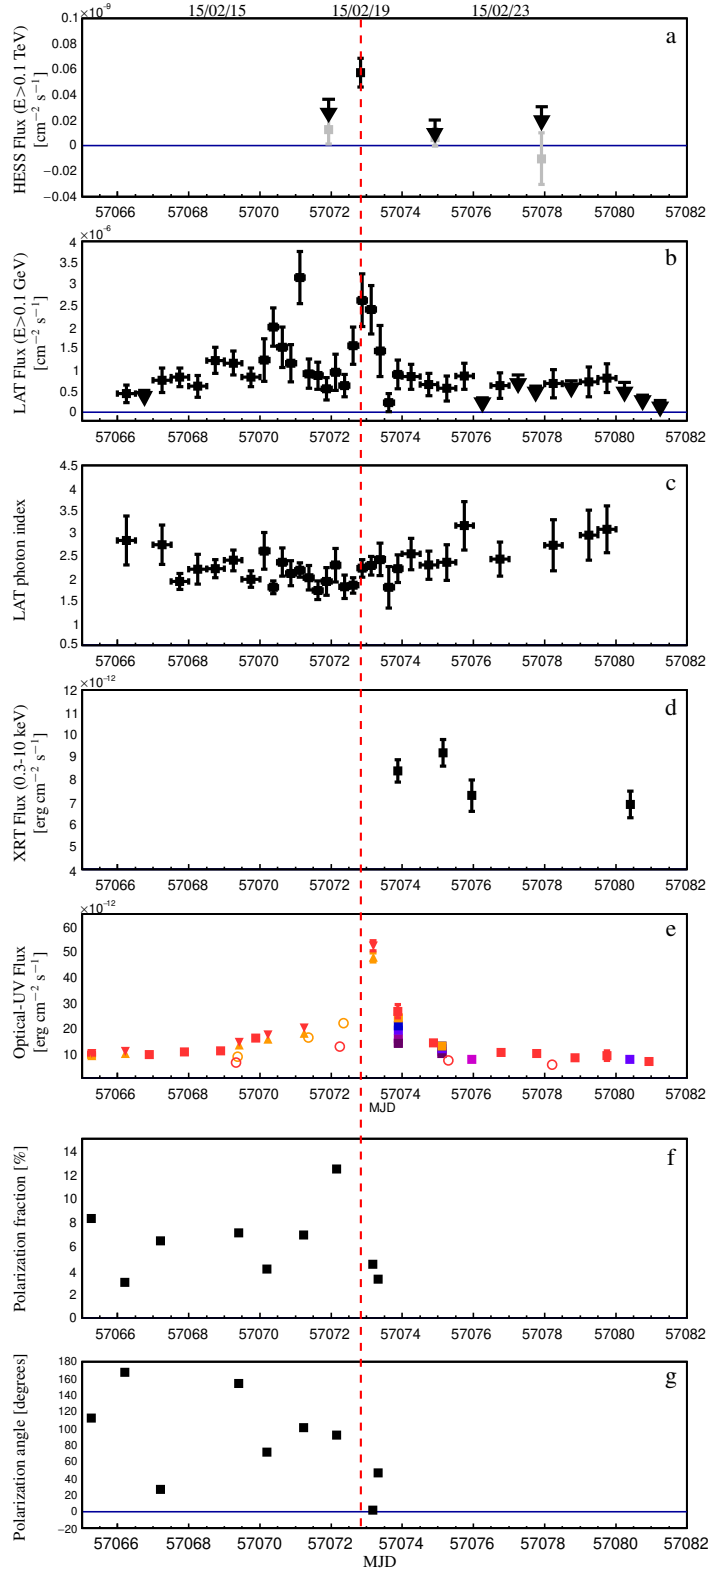 15/02/15 15/02/19 15/02/23
×10⁻⁹
a
0.1
0.08
0.06
0.04
0.02
0
−0.02
−0.04
HESS Flux (E>0.1 TeV)
[cm⁻² s⁻¹]
57066 57068 57070 57072 57074 57076 57078 57080 57082
×10⁻⁶
b
4
3.5
3
2.5
2
1.5
1
0.5
0
LAT Flux (E>0.1 GeV)
[cm⁻² s⁻¹]
57066 57068 57070 57072 57074 57076 57078 57080 57082
c
4.5
4
3.5
3
2.5
2
1.5
1
0.5
LAT photon index
57066 57068 57070 57072 57074 57076 57078 57080 57082
×10⁻¹²
d
12
11
10
9
8
7
6
5
4
XRT Flux (0.3-10 keV)
[erg cm⁻² s⁻¹]
57066 57068 57070 57072 57074 57076 57078 57080 57082
×10⁻¹²
e
60
50
40
30
20
10
Optical-UV Flux
[erg cm⁻² s⁻¹]
57066 57068 57070 57072 57074 57076 57078 57080 57082
MJD
f
14
12
10
8
6
4
2
0
Polarization fraction [%]
57066 57068 57070 57072 57074 57076 57078 57080 57082
g
180
160
140
120
100
80
60
40
20
0
−20
Polarization angle [degrees]
57066 57068 57070 57072 57074 57076 57078 57080 57082
MJD